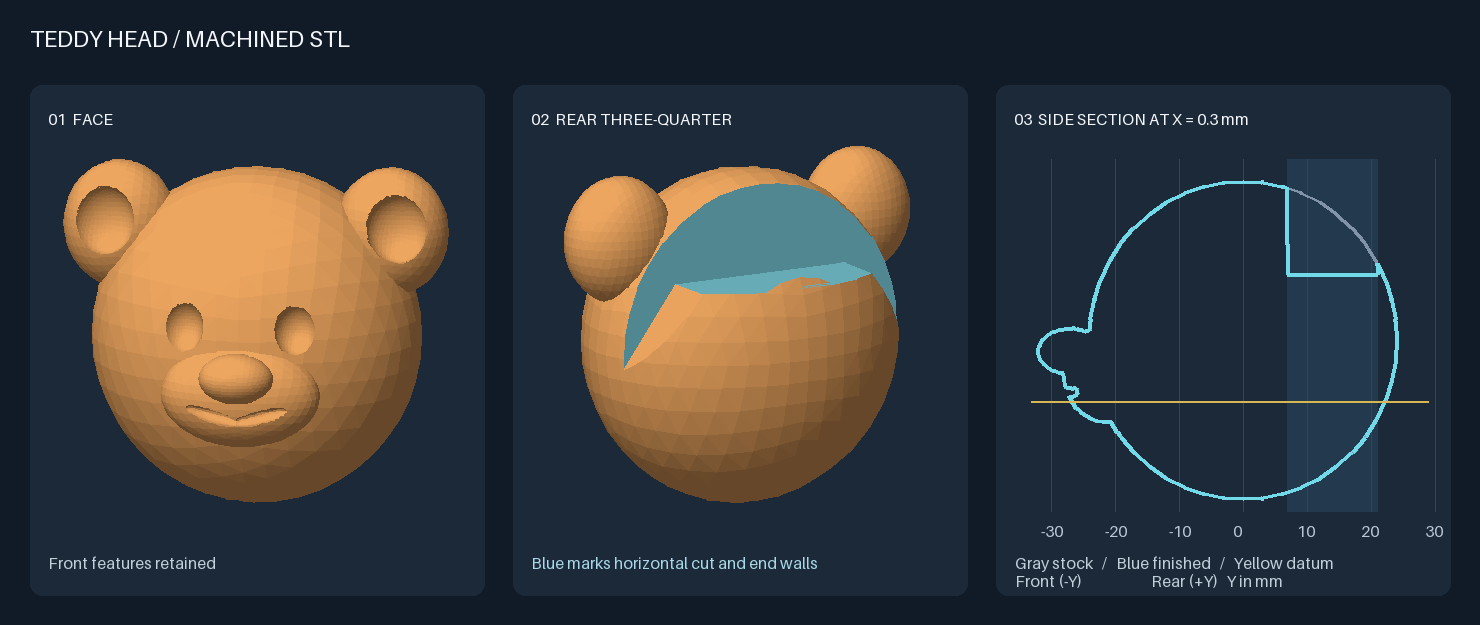 TEDDY HEAD / MACHINED STL
01 FACE
Front features retained
02 REAR THREE-QUARTER
Blue marks horizontal cut and end walls
03 SIDE SECTION AT X = 0.3 mm
-30 -20 -10 0 10 20 30
Gray stock / Blue finished / Yellow datum
Front (-Y) Rear (+Y) Y in mm